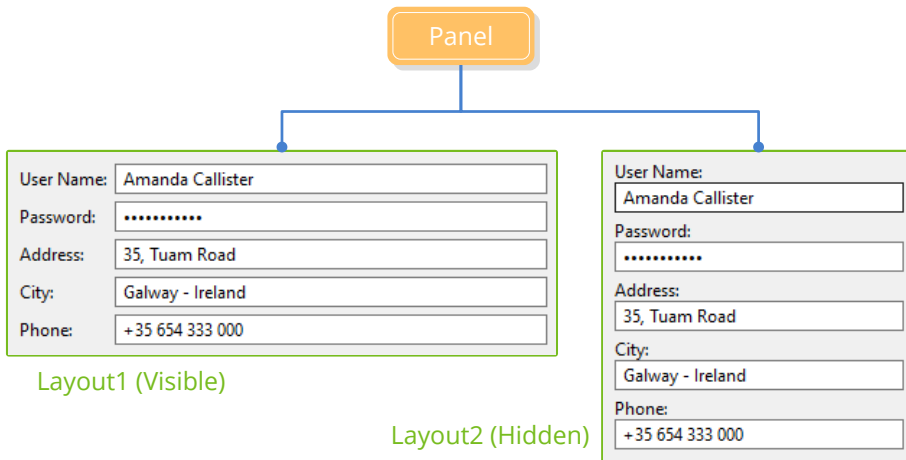 Panel
User Name: Amanda Callister
Password: •••••••••••
Address: 35, Tuam Road
City: Galway - Ireland
Phone: +35 654 333 000
Layout1 (Visible)
User Name:
Amanda Callister
Password:
•••••••••••
Address:
35, Tuam Road
City:
Galway - Ireland
Phone:
+35 654 333 000
Layout2 (Hidden)